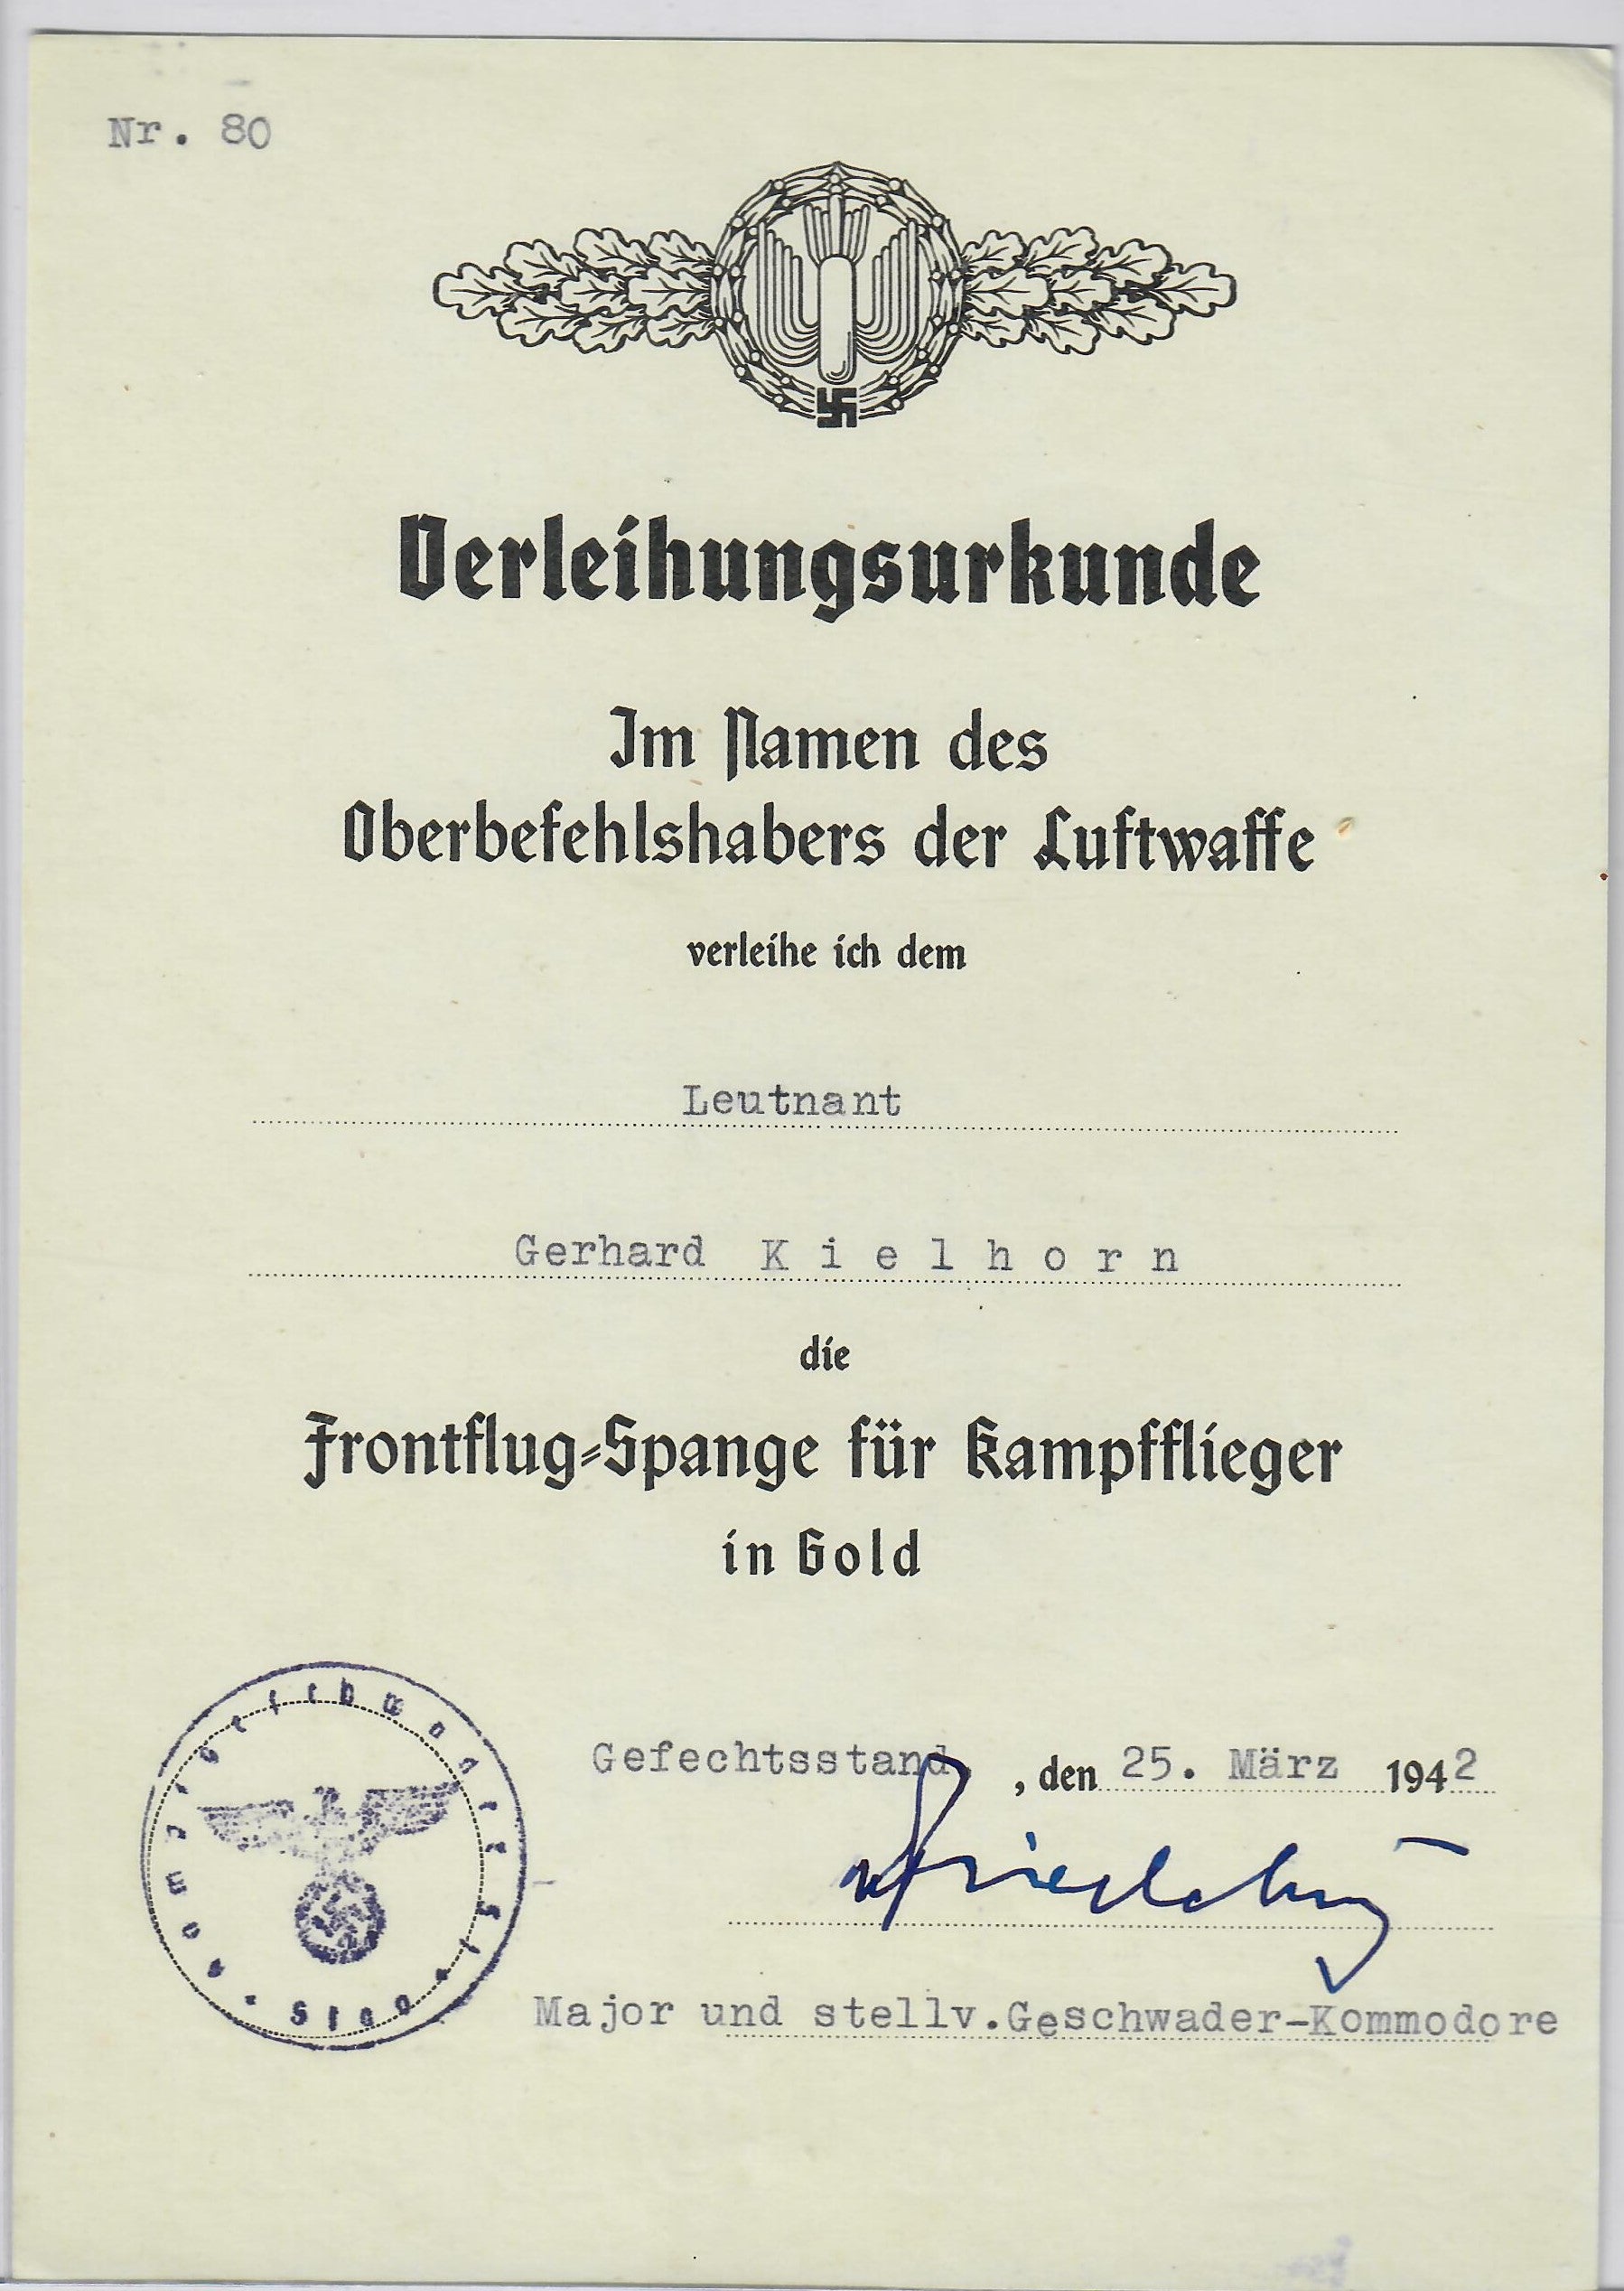 Nr. 80
Verleihungsurkunde
Im Namen des
Oberbefehlshabers der Luftwaffe
verleihe ich dem
Leutnant
Gerhard Kielhorn
die
Frontflug=Spange für Kampfflieger
in Gold
Gefechtsstand, , den 25. März 1942
Major und stellv.Geschwader-Kommodore